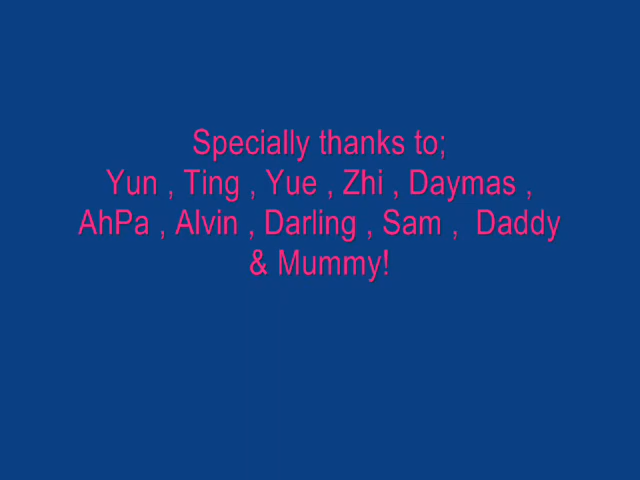 Specially thanks to;
Yun , Ting , Yue , Zhi , Daymas ,
AhPa , Alvin , Darling , Sam ,  Daddy
& Mummy!